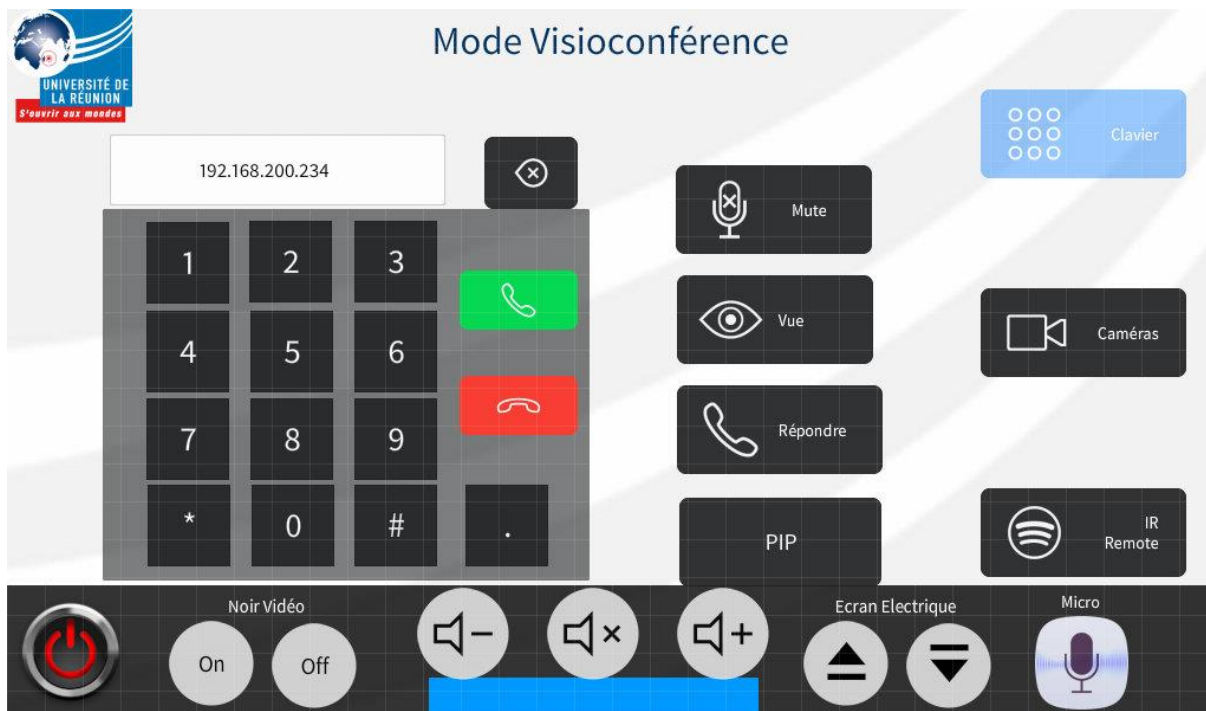 Mode Visioconférence
UNIVERSITÉ DE
LA RÉUNION
S'ouvrir aux mondes
192.168.200.234
1 2 3
4 5 6
7 8 9
* 0 # .
Mute
Vue
Répondre
PIP
Clavier
Caméras
IR
Remote
Noir Vidéo
On Off
Ecran Electrique
Micro